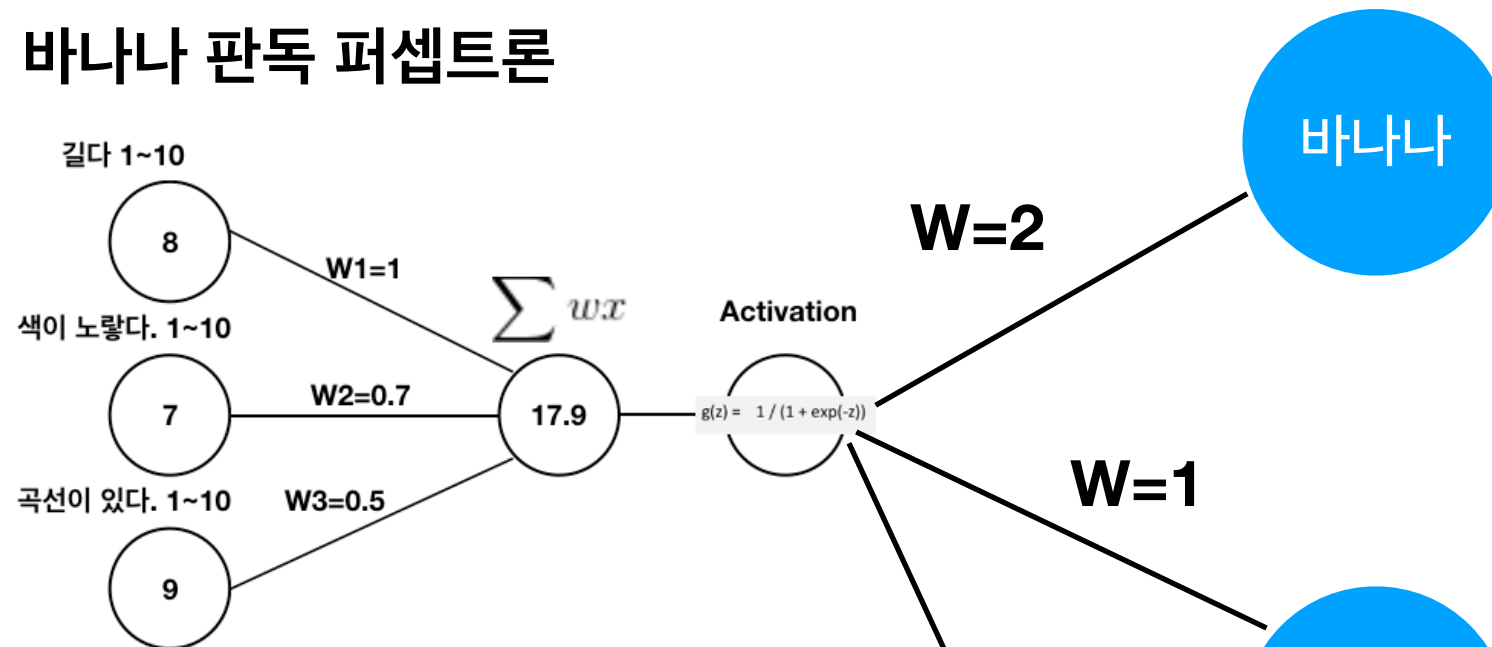 바나나 판독 퍼셉트론
길다 1~10
8
W1=1
색이 노랗다. 1~10
7
W2=0.7
곡선이 있다. 1~10
9
W3=0.5
∑ wx
17.9
Activation
g(z) = 1 / (1 + exp(-z))
W=2
바나나
W=1